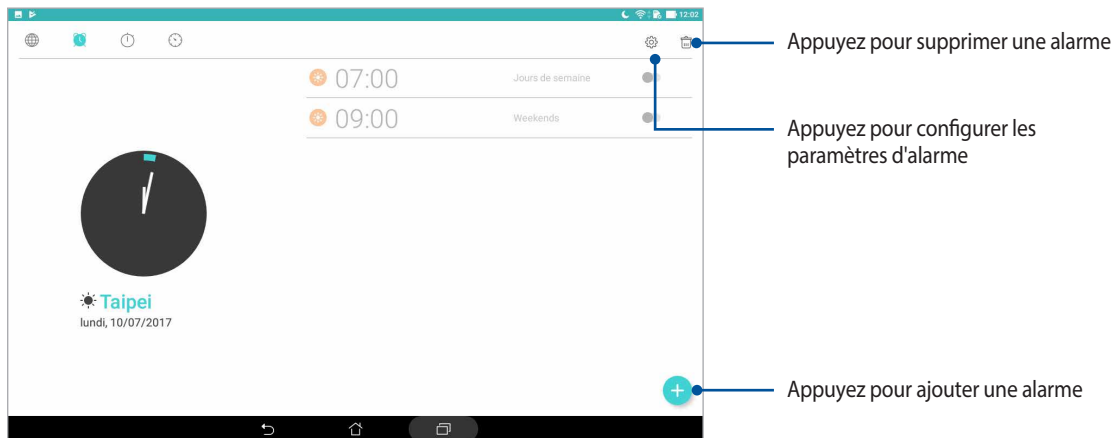 12:02
Appuyez pour supprimer une alarme
07:00 Jours de semaine
09:00 Weekends
Appuyez pour configurer les
paramètres d'alarme
Taipei
lundi, 10/07/2017
Appuyez pour ajouter une alarme